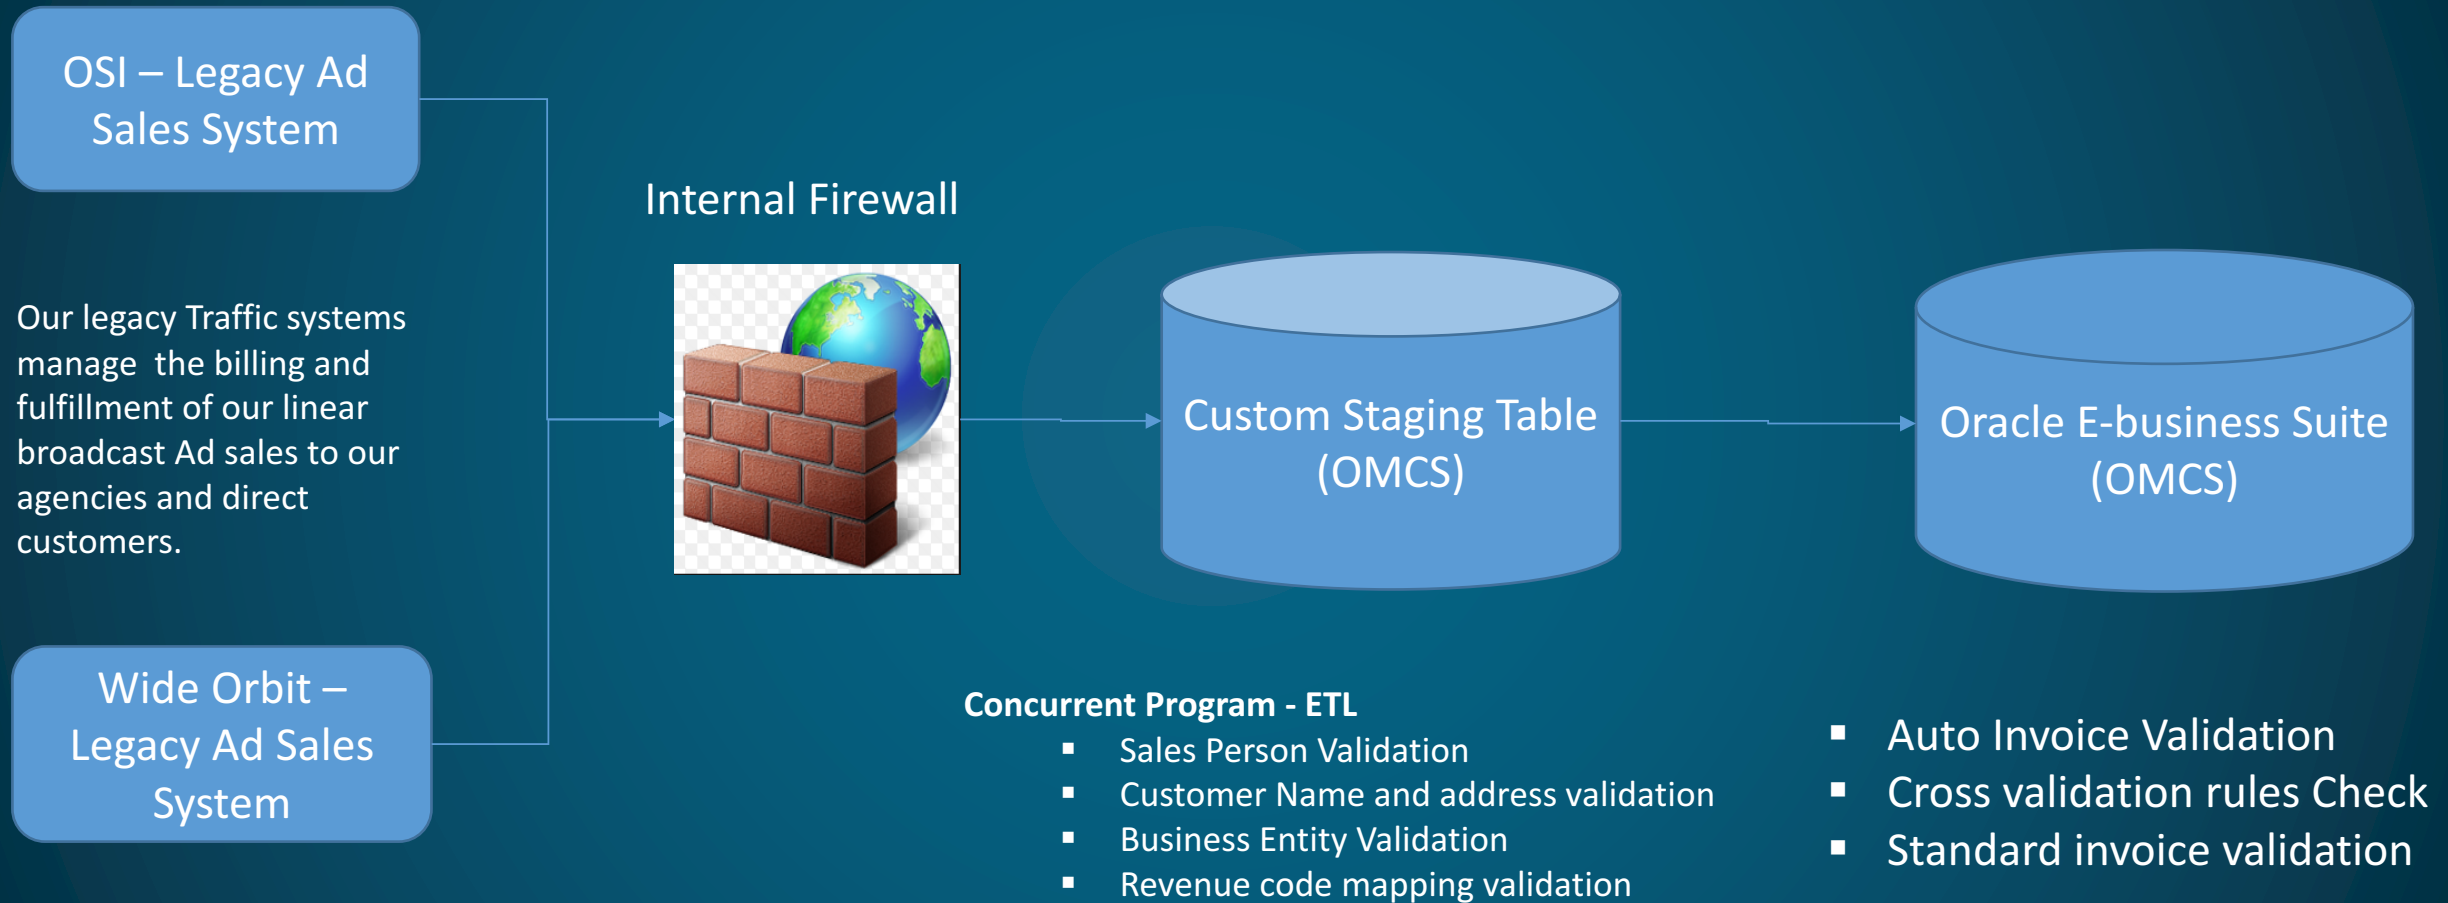 OSI – Legacy Ad
Sales System
Internal Firewall
Our legacy Traffic systems
manage  the billing and
fulfillment of our linear
broadcast Ad sales to our
agencies and direct
customers.
Custom Staging Table
(OMCS)
Oracle E-business Suite
(OMCS)
Wide Orbit –
Legacy Ad Sales
System
Concurrent Program - ETL
▪ Sales Person Validation
▪ Customer Name and address validation
▪ Business Entity Validation
▪ Revenue code mapping validation
▪ Auto Invoice Validation
▪ Cross validation rules Check
▪ Standard invoice validation